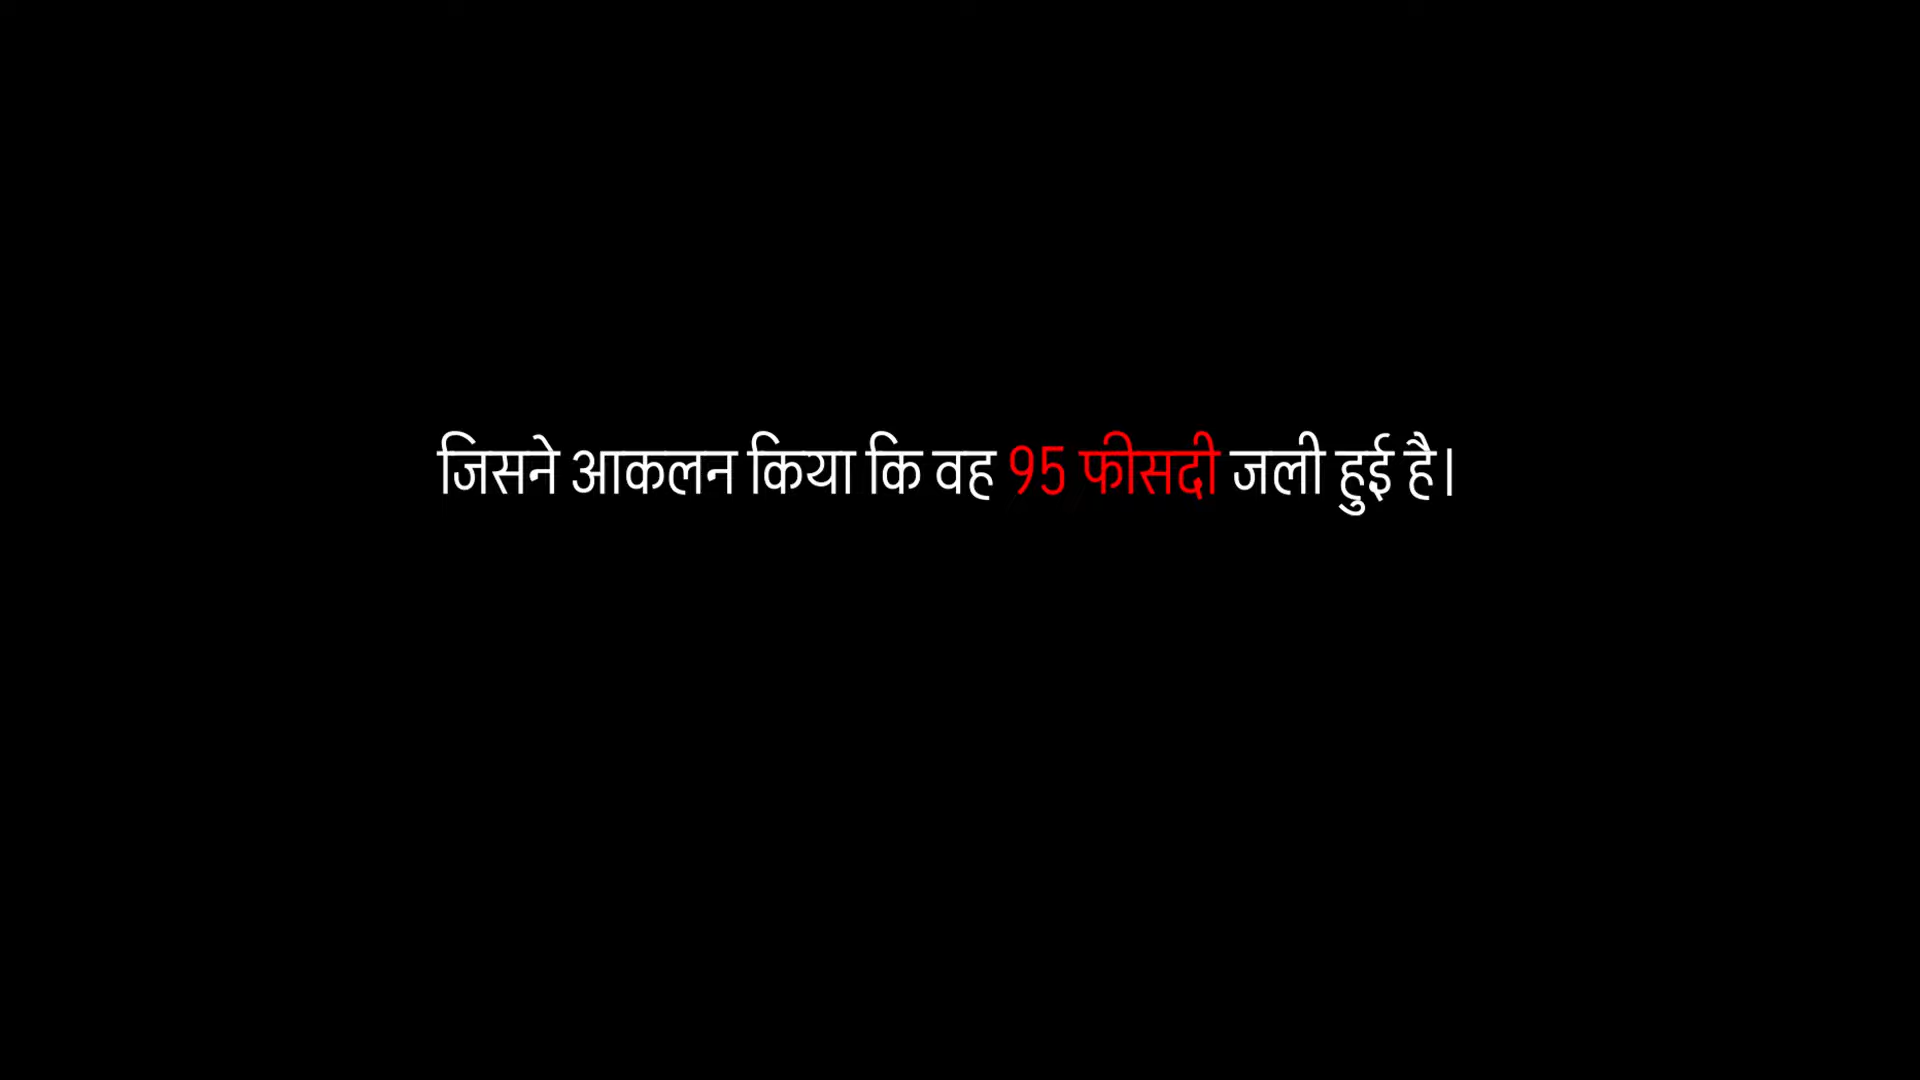 जिसने आकलन किया कि वह 95 फीसदी जली हुई है।